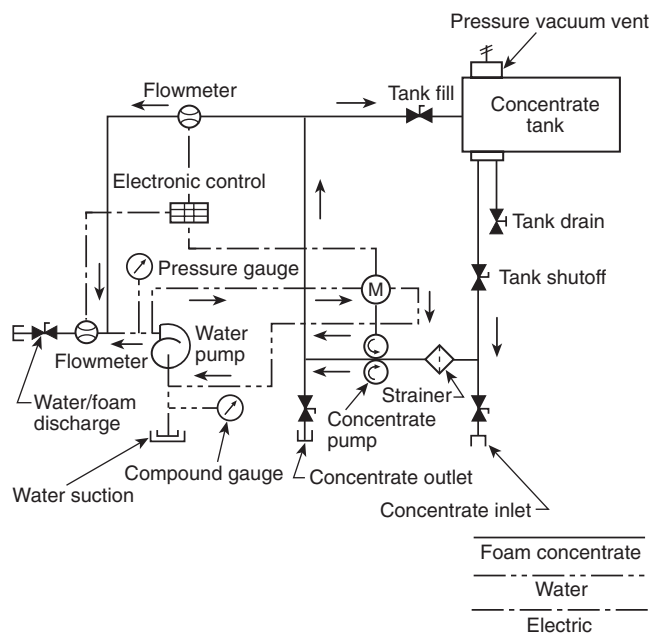 Pressure vacuum vent
Flowmeter
Tank fill
Concentrate
tank
Electronic control
Tank drain
Pressure gauge
M
Tank shutoff
Water
pump
Flowmeter
Strainer
Water/foam
discharge
Concentrate
pump
Compound gauge
Concentrate outlet
Water suction
Concentrate inlet
Foam concentrate
Water
Electric